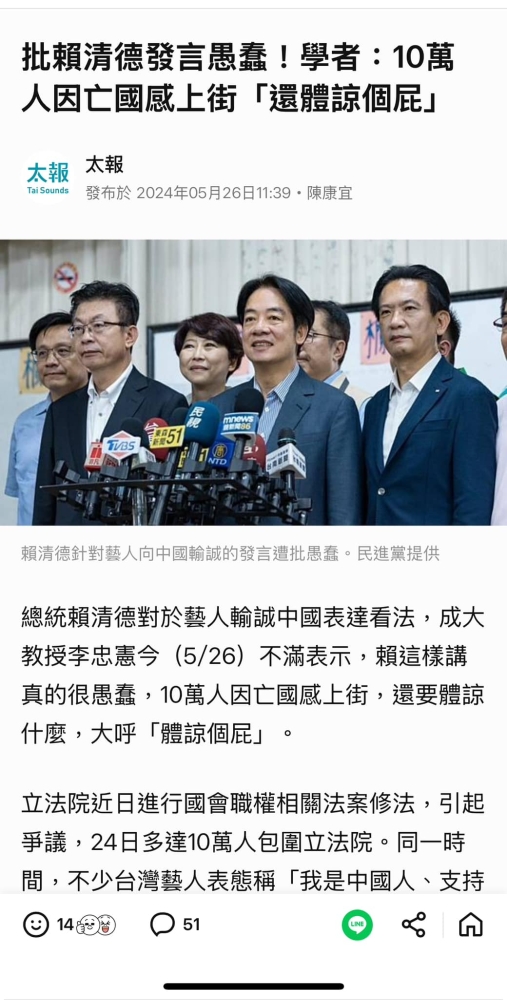 批賴清德發言愚蠢！學者：10萬
人因亡國感上街「還體諒個屁」
太報
Tai Sounds
太報
發布於 2024年05月26日11:39・陳康宜
TVBS
東森
新聞51
民視
mnews
鏡新聞86
NTD
賴清德針對藝人向中國輸誠的發言遭批愚蠢。民進黨提供
總統賴清德對於藝人輸誠中國表達看法，成大
教授李忠憲今（5/26）不滿表示，賴這樣講
真的很愚蠢，10萬人因亡國感上街，還要體諒
什麼，大呼「體諒個屁」。
立法院近日進行國會職權相關法案修法，引起
爭議，24日多達10萬人包圍立法院。同一時
間，不少台灣藝人表態稱「我是中國人、支持
14
51
LINE